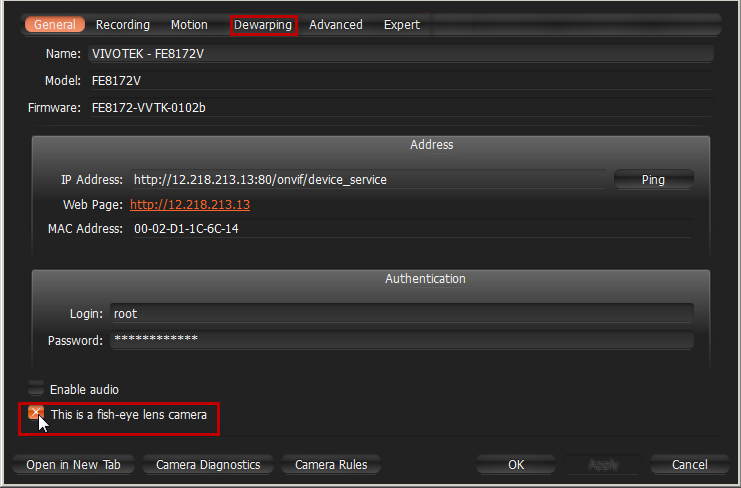 General Recording Motion Dewarping Advanced Expert
Name: VIVOTEK - FE8172V
Model: FE8172V
Firmware: FE8172-VVTK-0102b
Address
IP Address: http://12.218.213.13:80/onvif/device_service Ping
Web Page: http://12.218.213.13
MAC Address: 00-02-D1-1C-6C-14
Authentication
Login: root
Password: ************
Enable audio
This is a fish-eye lens camera
Open in New Tab Camera Diagnostics Camera Rules OK Apply Cancel